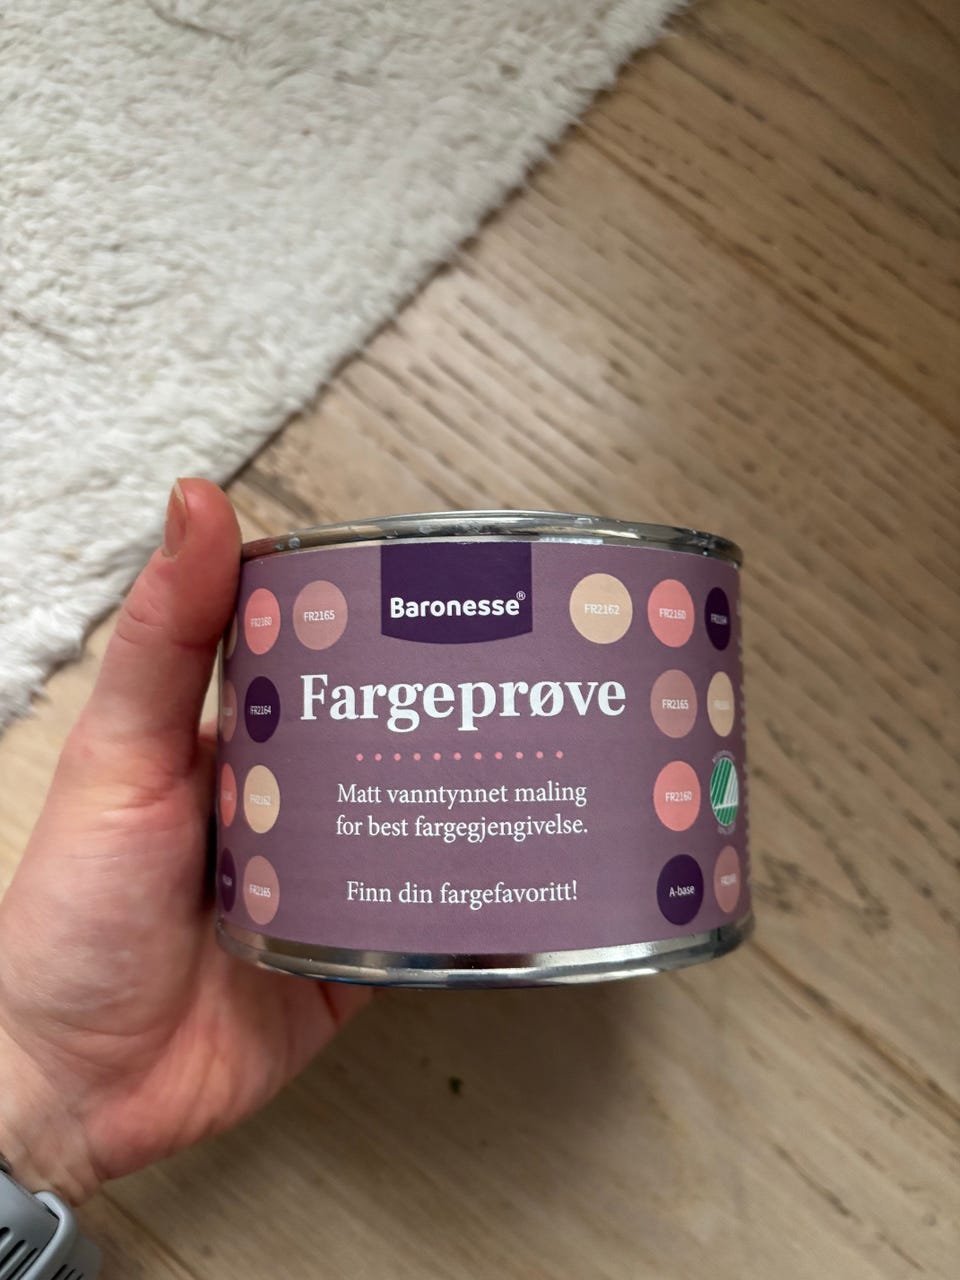 Baronesse®
FR2160 FR2165 FR2162 FR2160 FR2164
Fargeprøve
FR2164 FR2165
Matt vanntynnet maling
for best fargegjengivelse.
FR2162 FR2160
Finn din fargefavoritt!
FR2165 A-base